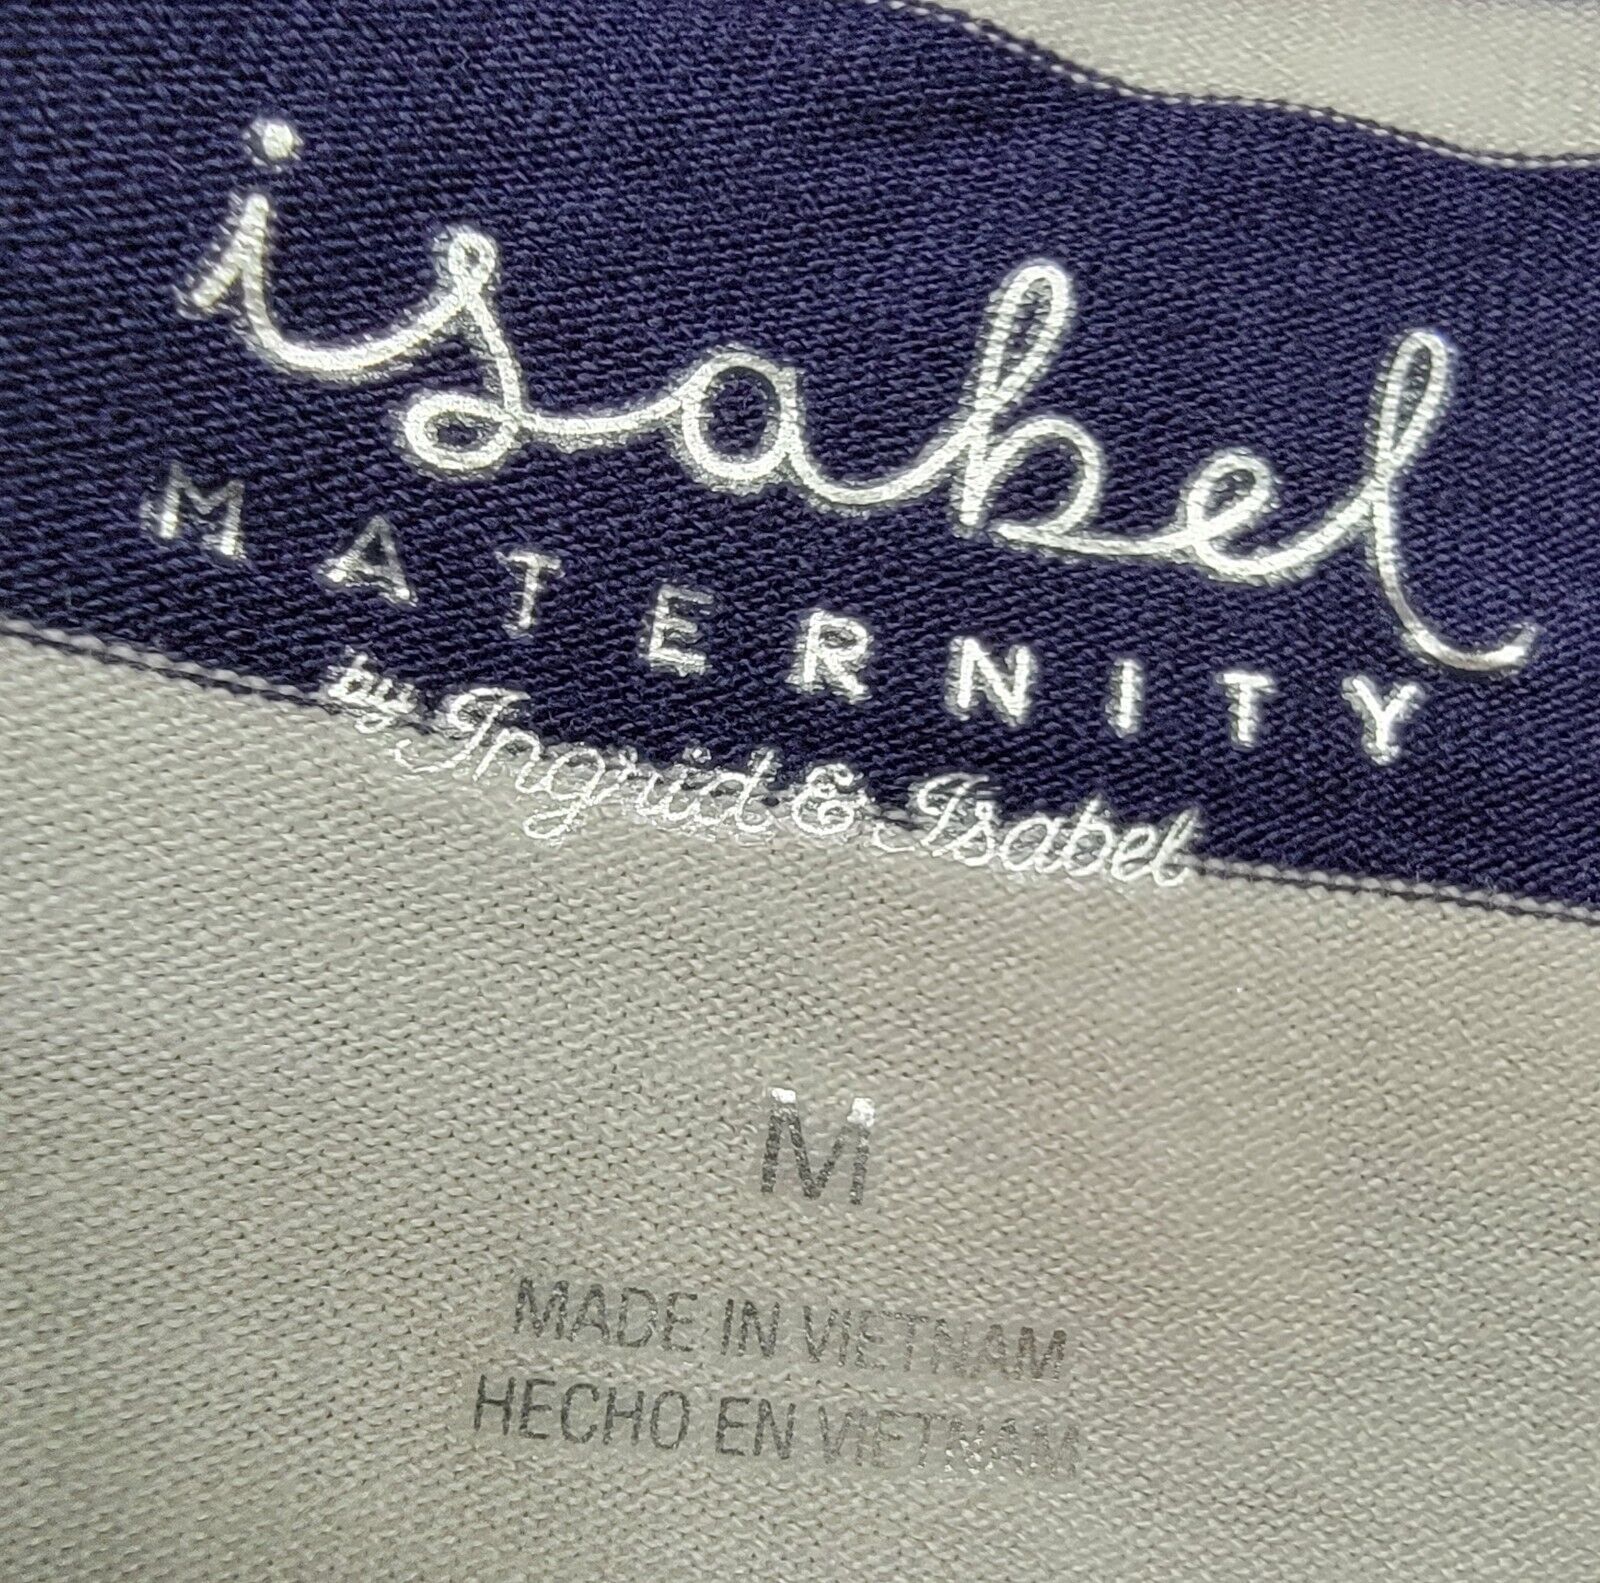 isabel
MATERNITY
by Ingrid & Isabel
M
MADE IN VIETNAM
HECHO EN VIETNAM